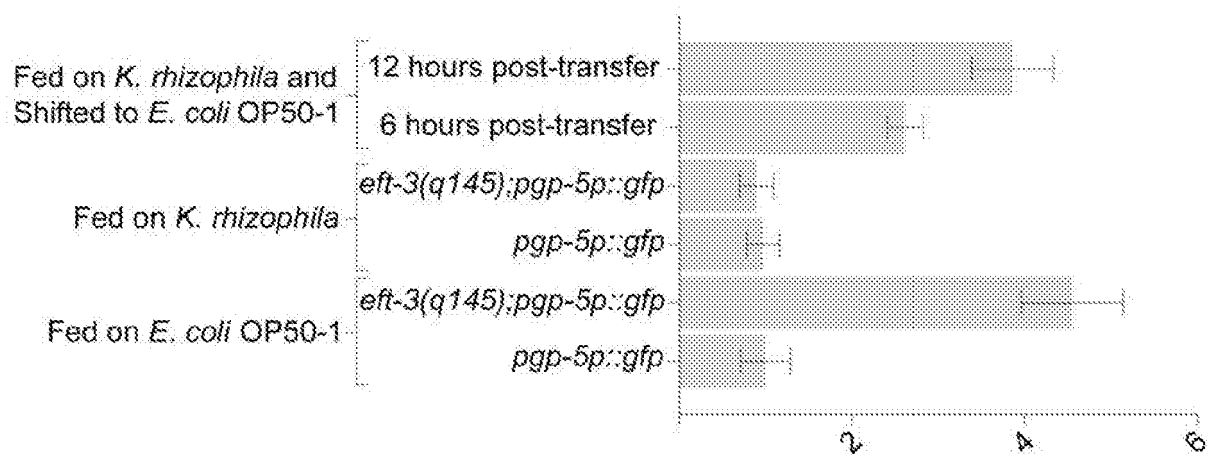 Fed on K. rhizophila and
Shifted to E. coli OP50-1
12 hours post-transfer
6 hours post-transfer
Fed on K. rhizophila
eft-3(q145);pgp-5p::gfp
pgp-5p::gfp
Fed on E. coli OP50-1
eft-3(q145);pgp-5p::gfp
pgp-5p::gfp
2
4
6